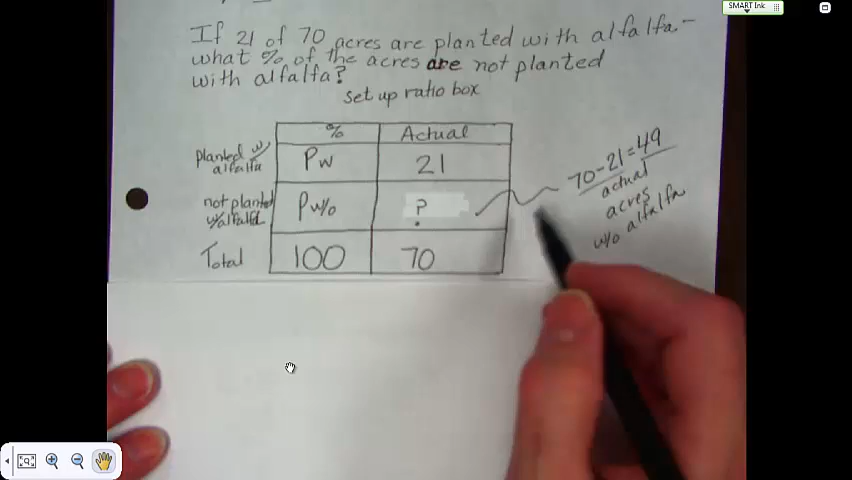 SMART Ink
If 21 of 70 acres are planted with alfalfa -
what % of the acres are not planted
with alfalfa?
set up ratio box
% Actual
planted w/ alfalfa Pw 21
not planted w/alfalfa Pw/o ?
Total 100 70
70-21=49
actual
acres
w/o alfalfa